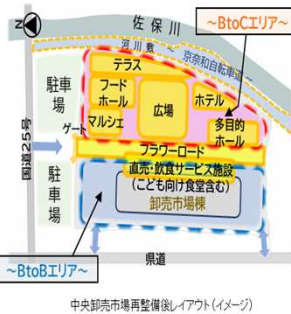 N
佐保川
河川敷
京奈和自転車道
～BtoCエリア～
テラス
駐車場
フードホール
広場
ホテル
マルシェ
多目的ホール
ゲート
フラワーロード
国道25号
直売・飲食サービス施設
(こども向け食堂含む)
卸売市場棟
駐車場
～BtoBエリア～
県道
中央卸売市場再整備後レイアウト(イメージ)